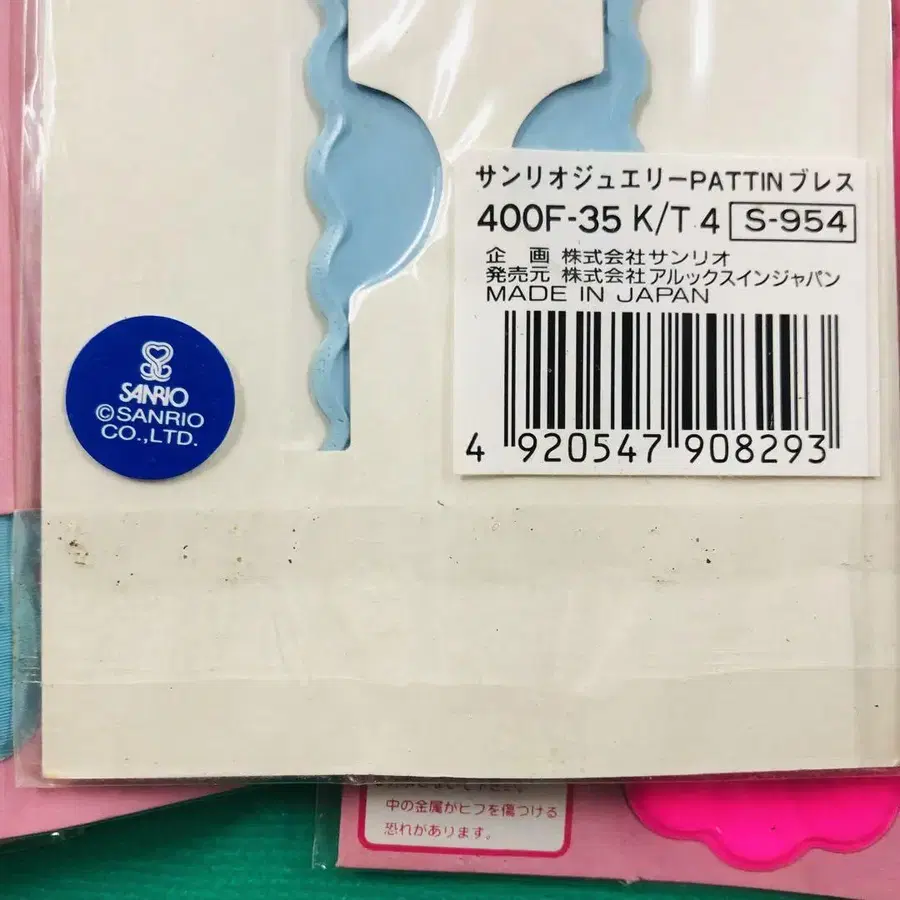 サンリオジュエリーPATTINブレス
400F-35 K/T 4 S-954
企 画 株式会社サンリオ
発売元 株式会社アルックスインジャパン
MADE IN JAPAN
4 920547 908293
SANRIO
©SANRIO
CO.,LTD.
中の金属がヒフを傷つける
恐れがあります。